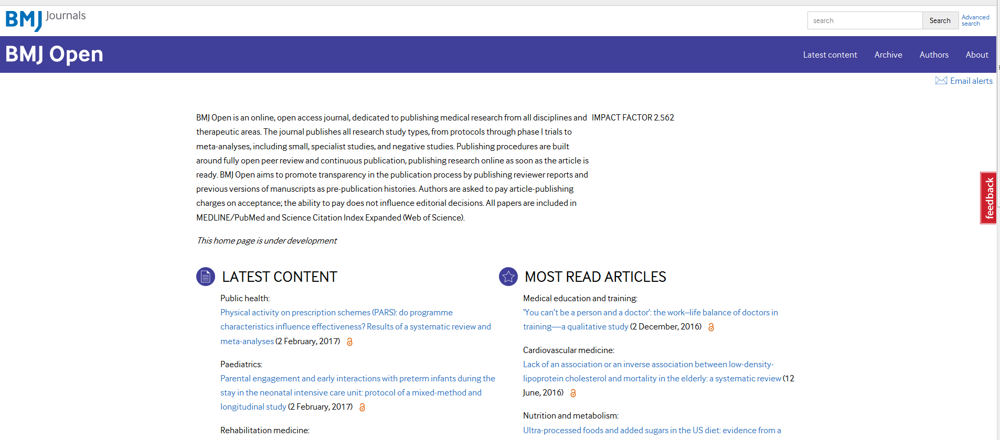 BMJ Journals
search
Search
Advanced
search
BMJ Open
Latest content
Archive
Authors
About
Email alerts
BMJ Open is an online, open access journal, dedicated to publishing medical research from all disciplines and
therapeutic areas. The journal publishes all research study types, from protocols through phase I trials to
meta-analyses, including small, specialist studies, and negative studies. Publishing procedures are built
around fully open peer review and continuous publication, publishing research online as soon as the article is
ready. BMJ Open aims to promote transparency in the publication process by publishing reviewer reports and
previous versions of manuscripts as pre-publication histories. Authors are asked to pay article-publishing
charges on acceptance; the ability to pay does not influence editorial decisions. All papers are included in
MEDLINE/PubMed and Science Citation Index Expanded (Web of Science).
IMPACT FACTOR 2.562
feedback
This home page is under development
LATEST CONTENT
Public health:
Physical activity on prescription schemes (PARS): do programme
characteristics influence effectiveness? Results of a systematic review and
meta-analyses (2 February, 2017)
Paediatrics:
Parental engagement and early interactions with preterm infants during the
stay in the neonatal intensive care unit: protocol of a mixed-method and
longitudinal study (2 February, 2017)
Rehabilitation medicine:
MOST READ ARTICLES
Medical education and training:
‘You can’t be a person and a doctor’: the work–life balance of doctors in
training—a qualitative study (2 December, 2016)
Cardiovascular medicine:
Lack of an association or an inverse association between low-density-
lipoprotein cholesterol and mortality in the elderly: a systematic review (12
June, 2016)
Nutrition and metabolism:
Ultra-processed foods and added sugars in the US diet: evidence from a